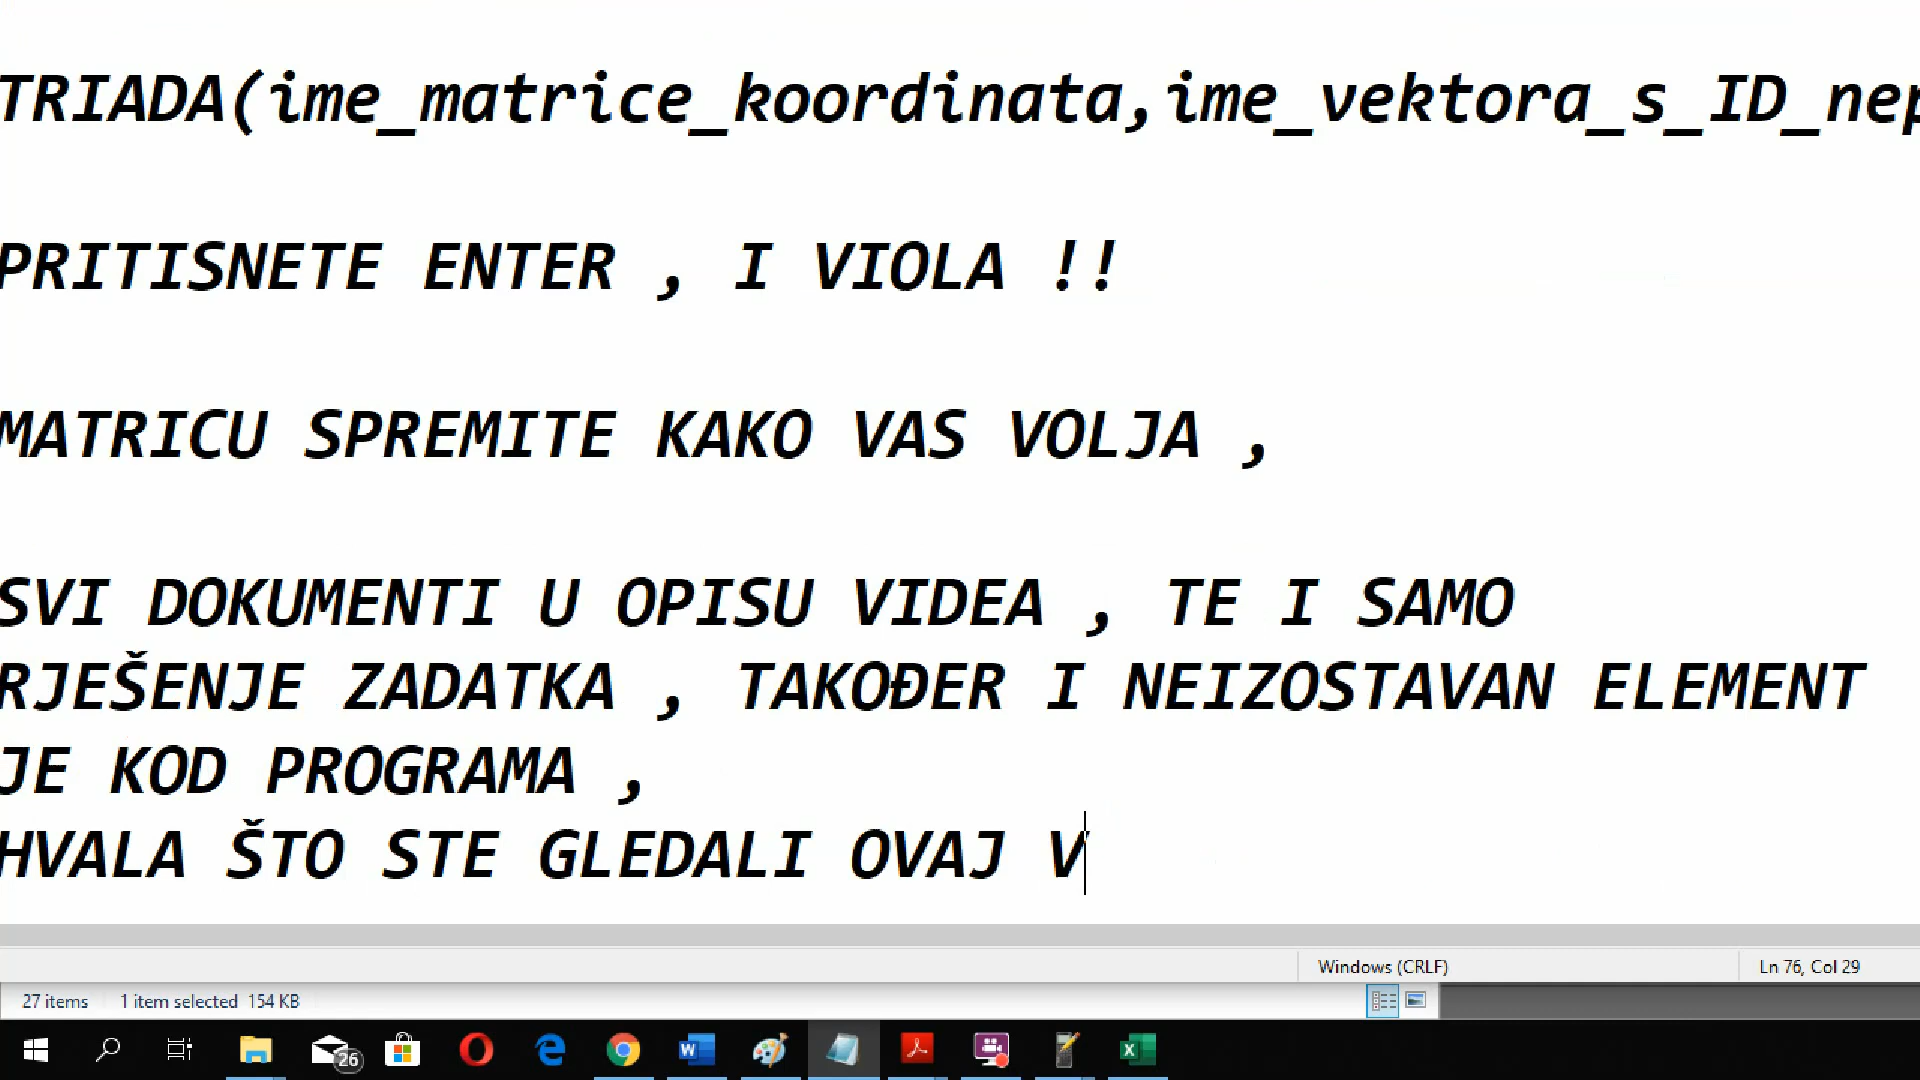 TRIADA(ime_matrice_koordinata,ime_vektora_s_ID_nep
PRITISNETE ENTER , I VIOLA !!
MATRICU SPREMITE KAKO VAS VOLJA ,
SVI DOKUMENTI U OPISU VIDEA , TE I SAMO
RJEŠENJE ZADATKA , TAKOĐER I NEIZOSTAVAN ELEMENT
JE KOD PROGRAMA ,
HVALA ŠTO STE GLEDALI OVAJ V
Windows (CRLF) Ln 76, Col 29
27 items 1 item selected 154 KB
26